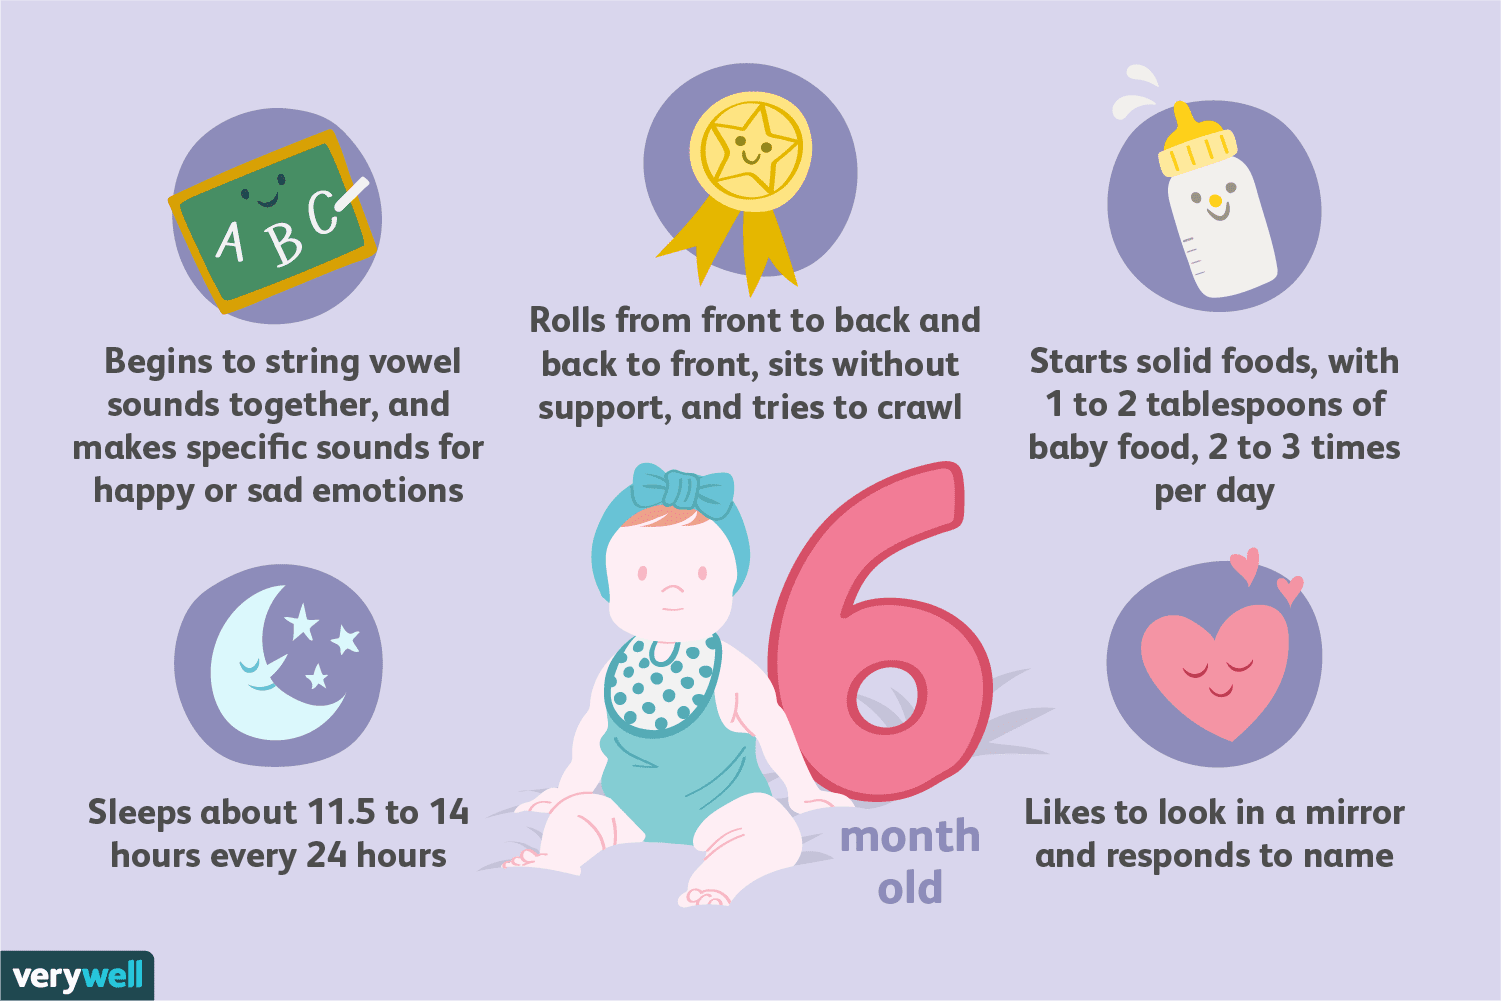 A B C
Begins to string vowel
sounds together, and
makes specific sounds for
happy or sad emotions
Rolls from front to back and
back to front, sits without
support, and tries to crawl
Starts solid foods, with
1 to 2 tablespoons of
baby food, 2 to 3 times
per day
Sleeps about 11.5 to 14
hours every 24 hours
6
month
old
Likes to look in a mirror
and responds to name
verywell